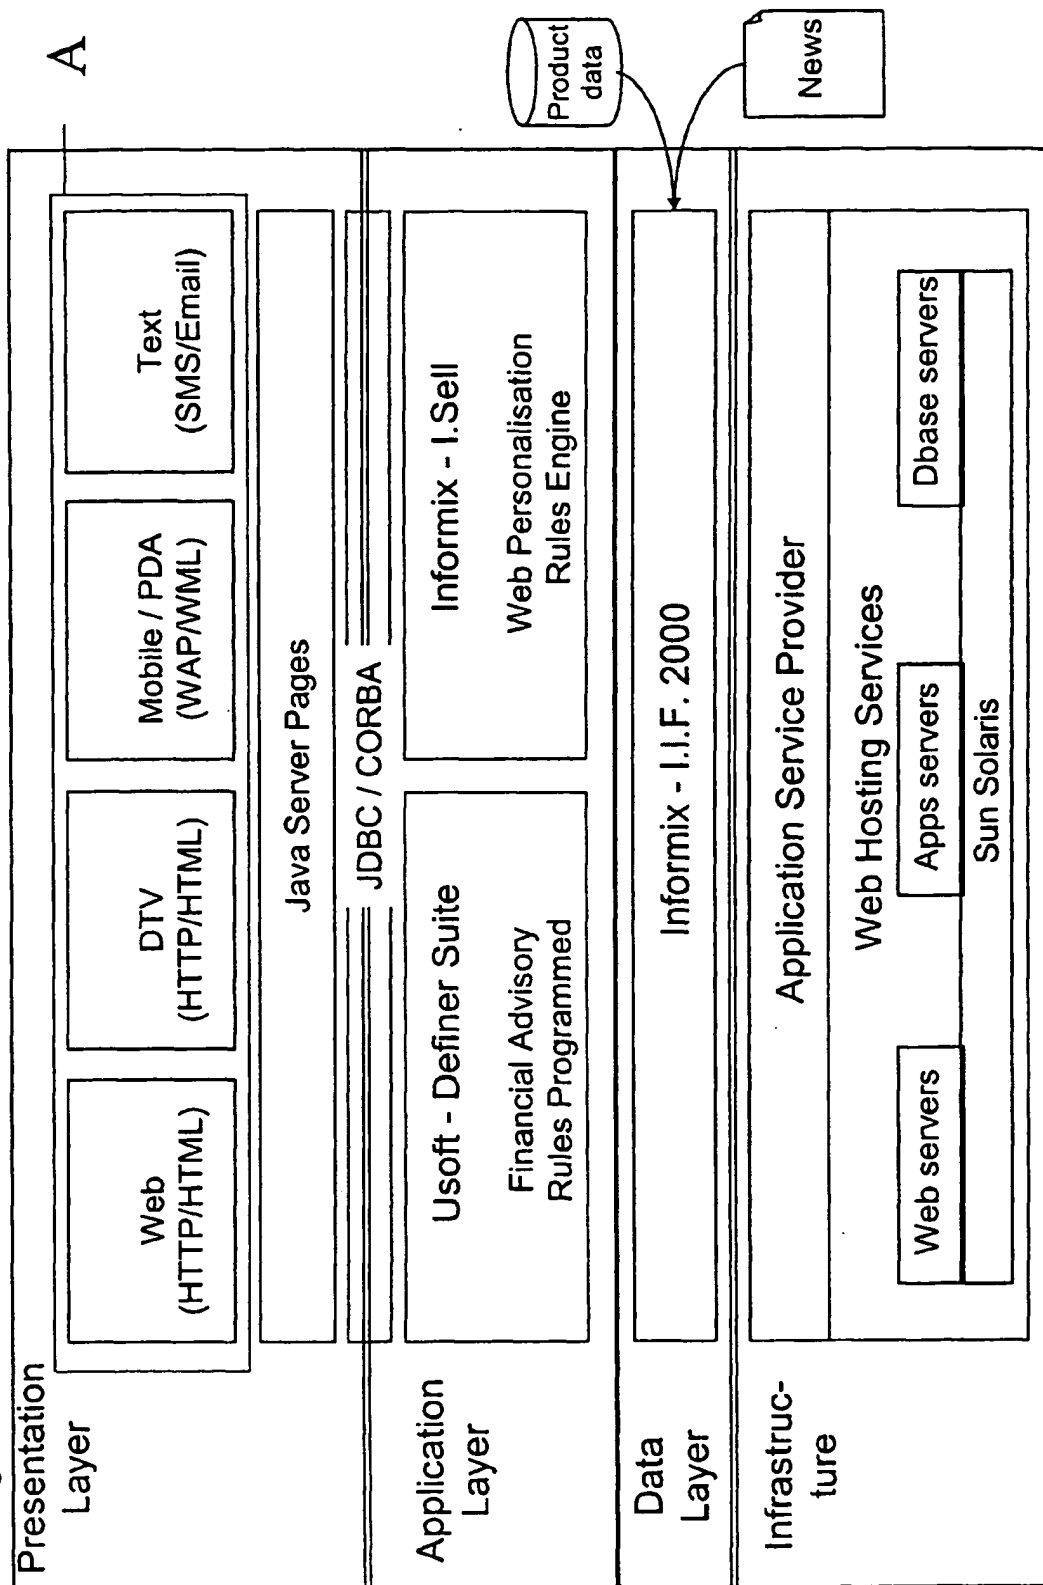 Presentation
Layer
A
Web
(HTTP/HTML)
DTV
(HTTP/HTML)
Mobile / PDA
(WAP/WML)
Text
(SMS/Email)
Java Server Pages
JDBC / CORBA
Application
Layer
Usoft - Definer Suite
Financial Advisory
Rules Programmed
Informix - I.Sell
Web Personalisation
Rules Engine
Product
data
News
Data
Layer
Informix - I.I.F. 2000
Infrastruc-
ture
Application Service Provider
Web Hosting Services
Web servers
Apps servers
Dbase servers
Sun Solaris